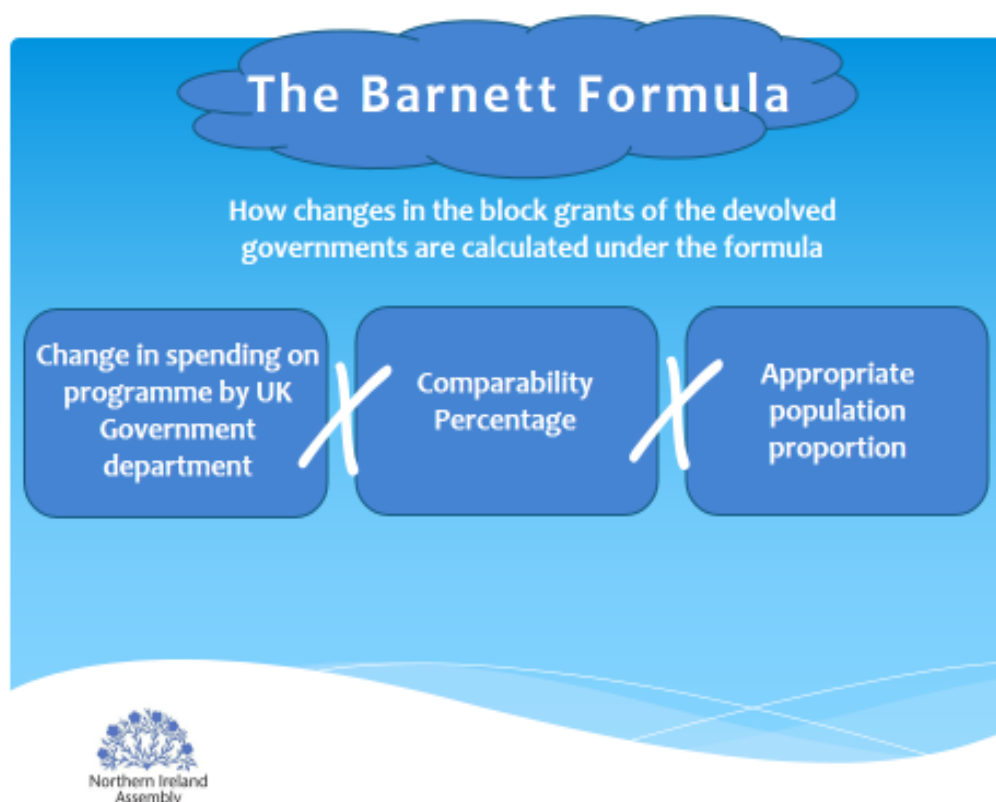 The Barnett Formula
How changes in the block grants of the devolved
governments are calculated under the formula
Change in spending on
programme by UK
Government
department
X
Comparability
Percentage
X
Appropriate
population
proportion
Northern Ireland
Assembly